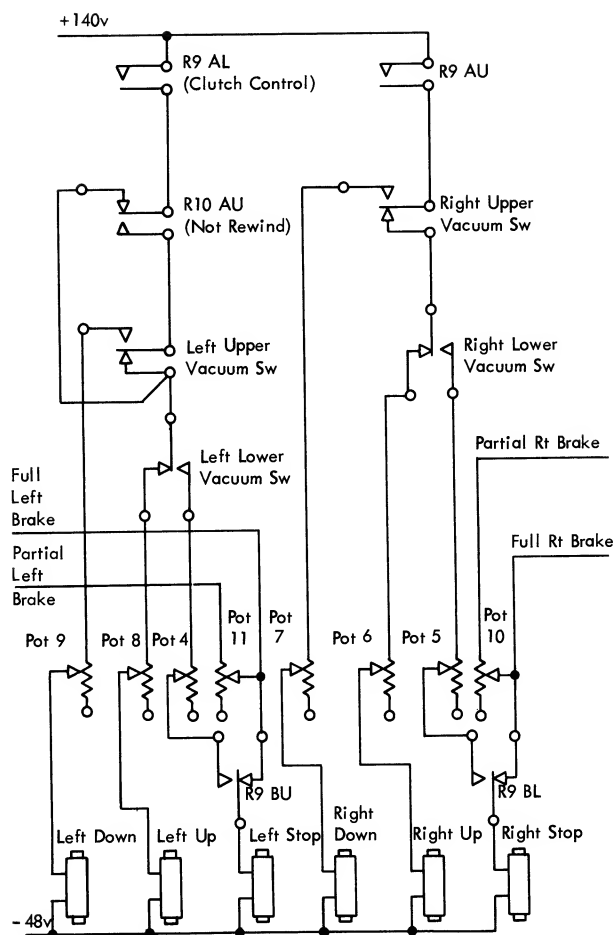 +140v
R9 AL
(Clutch Control)
R9 AU
R10 AU
(Not Rewind)
Right Upper
Vacuum Sw
Left Upper
Vacuum Sw
Right Lower
Vacuum Sw
Left Lower
Vacuum Sw
Partial Rt Brake
Full
Left
Brake
Full Rt Brake
Partial
Left
Brake
Pot 9
Pot 8
Pot 4
Pot
11
Pot
7
Pot 6
Pot 5
Pot
10
R9 BU
R9 BL
Left Down
Left Up
Left Stop
Right
Down
Right Up
Right Stop
- 48v